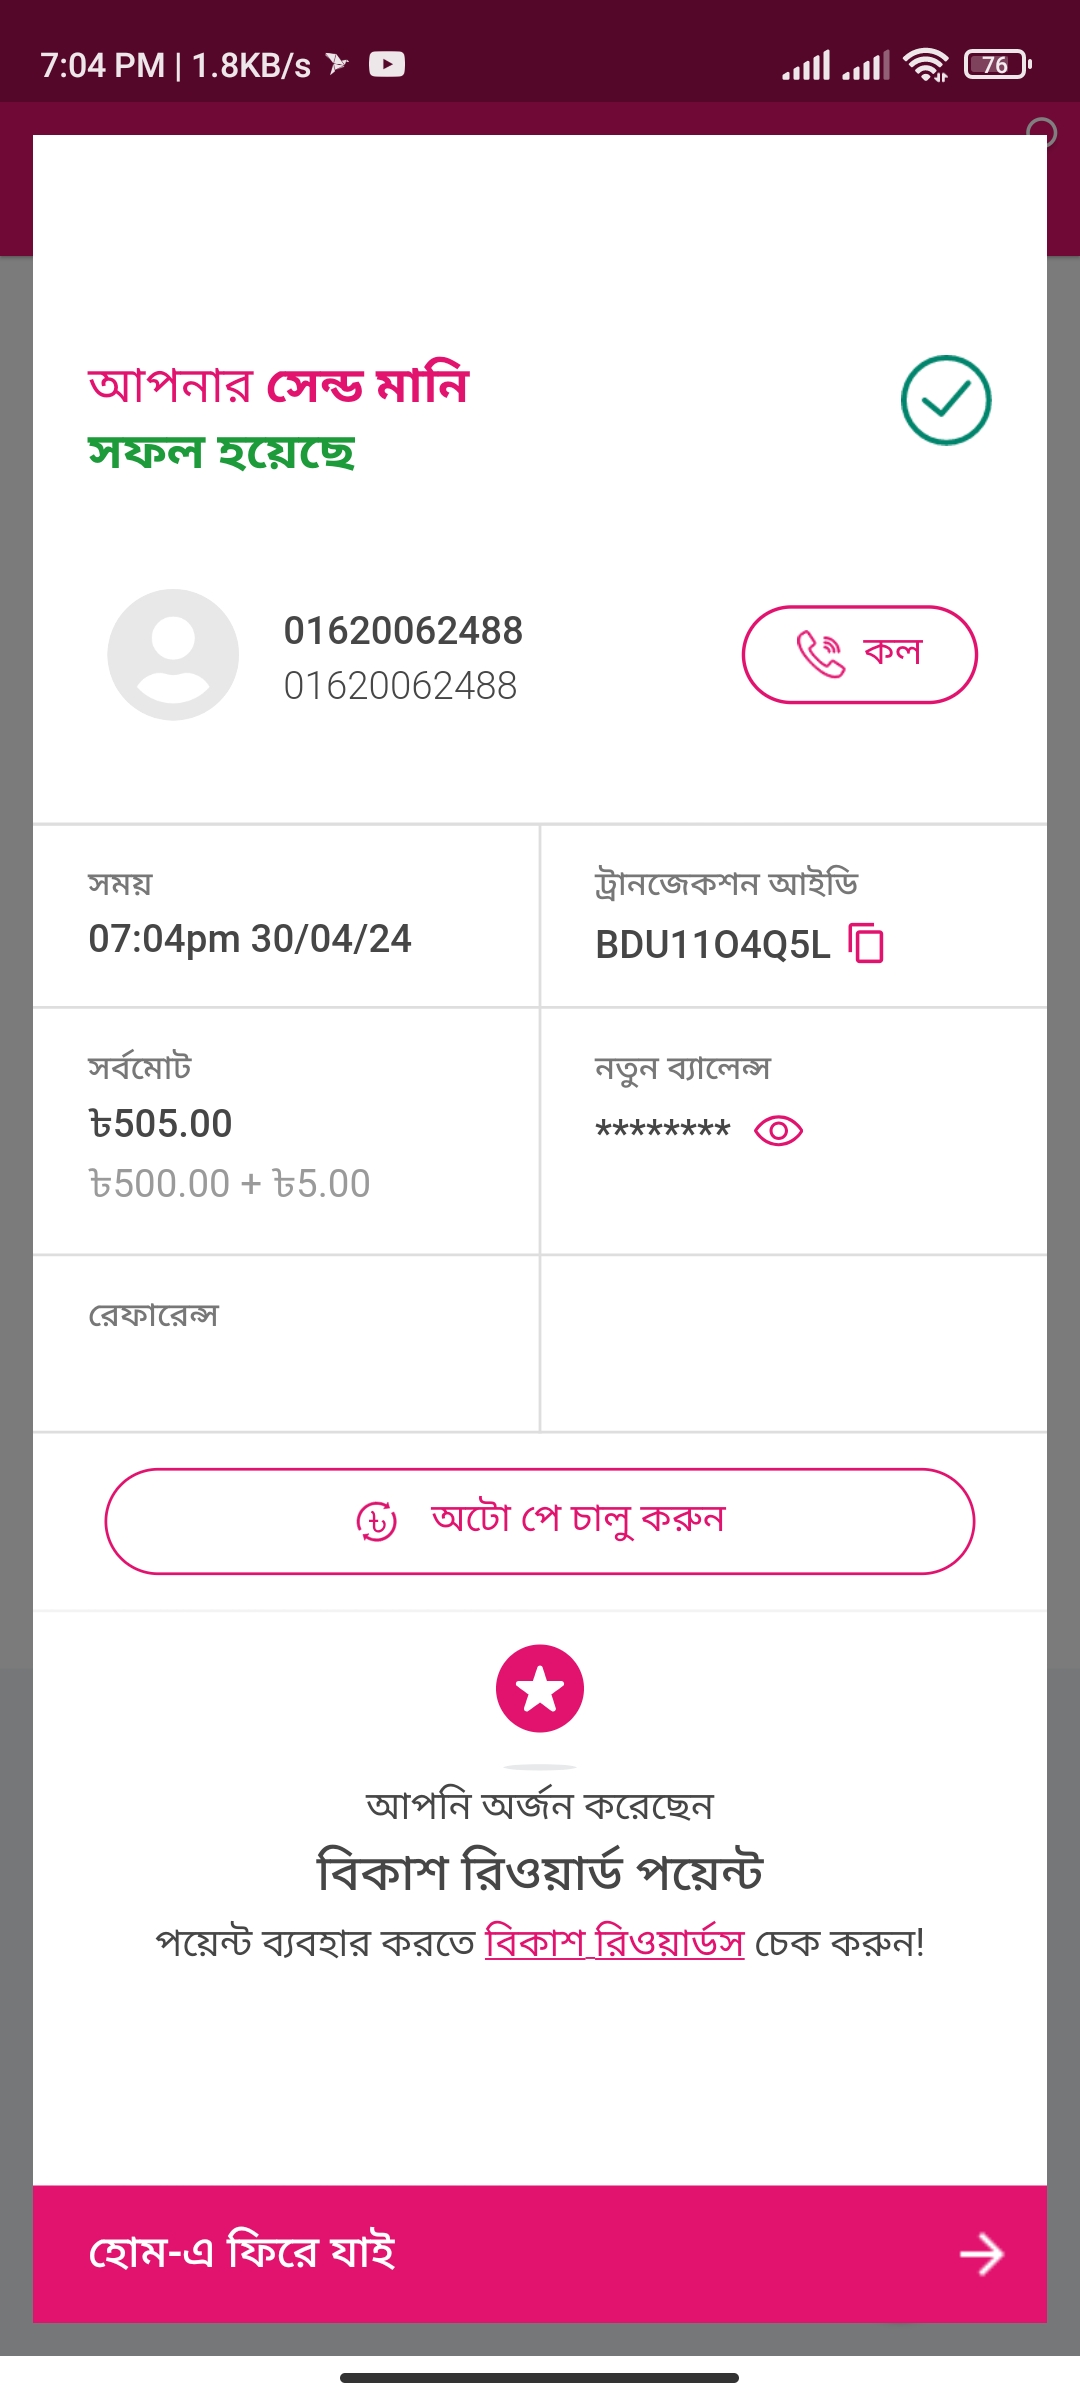 7:04 PM | 1.8KB/s
76
আপনার সেন্ড মানি
সফল হয়েছে
01620062488
01620062488
কল
সময়
07:04pm 30/04/24
ট্রানজেকশন আইডি
BDU11O4Q5L
সর্বমোট
৳505.00
৳500.00 + ৳5.00
নতুন ব্যালেন্স
********
রেফারেন্স
অটো পে চালু করুন
আপনি অর্জন করেছেন
বিকাশ রিওয়ার্ড পয়েন্ট
পয়েন্ট ব্যবহার করতে বিকাশ রিওয়ার্ডস চেক করুন!
হোম-এ ফিরে যাই